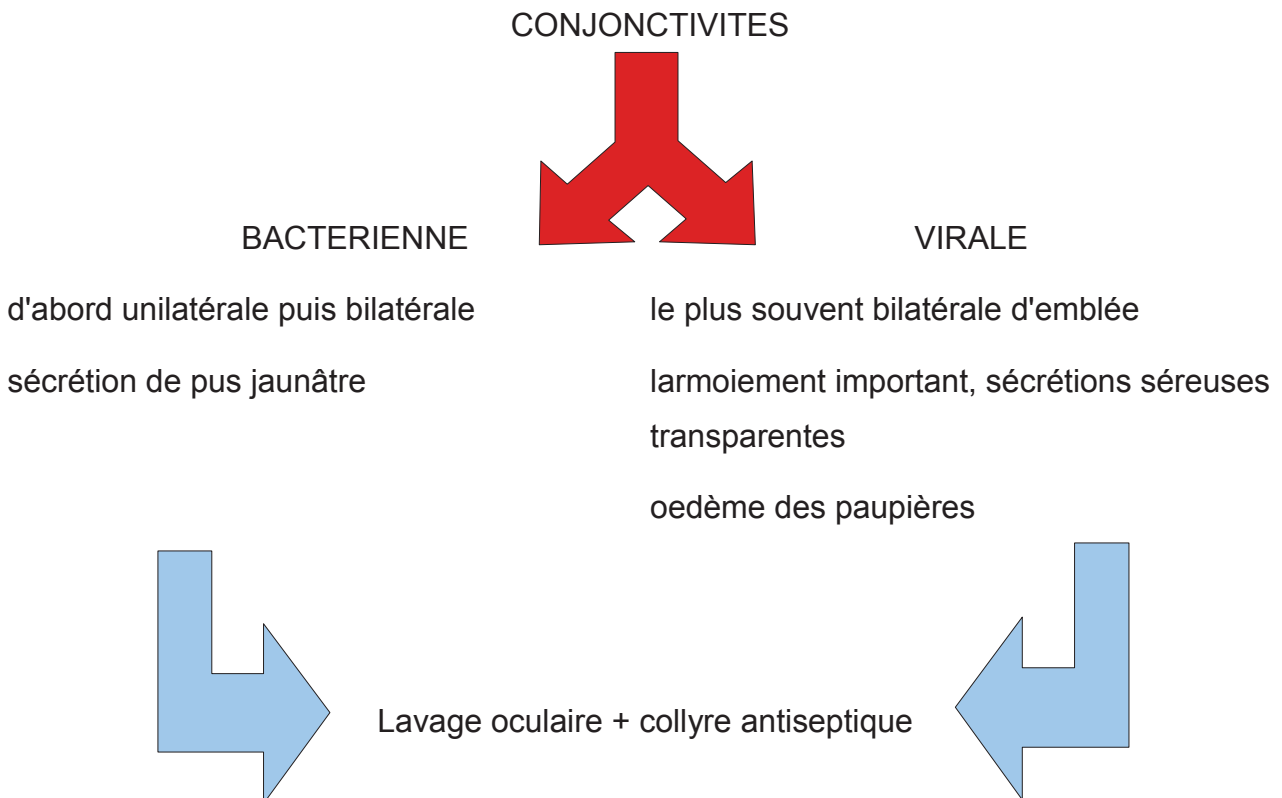 CONJONCTIVITES
BACTERIENNE
d'abord unilatérale puis bilatérale
sécrétion de pus jaunâtre
VIRALE
le plus souvent bilatérale d'emblée
larmoiement important, sécrétions séreuses
transparentes
oedème des paupières
Lavage oculaire + collyre antiseptique